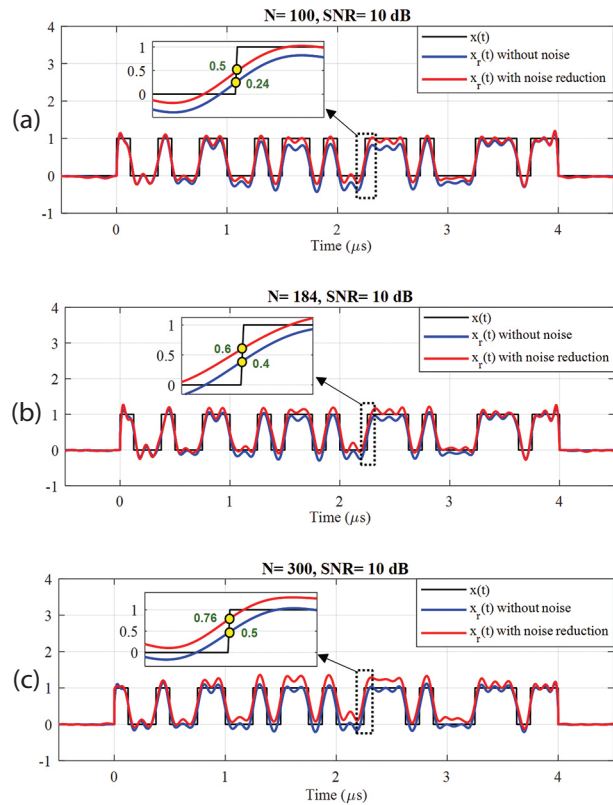 N= 100, SNR= 10 dB
4
3
2
1
0
-1
1
0.5
0
0.5
0.24
x(t)
x_r(t) without noise
x_r(t) with noise reduction
(a)
0 1 2 3 4
Time (μs)
N= 184, SNR= 10 dB
4
3
2
1
0
-1
1
0.5
0
0.6
0.4
x(t)
x_r(t) without noise
x_r(t) with noise reduction
(b)
0 1 2 3 4
Time (μs)
N= 300, SNR= 10 dB
4
3
2
1
0
-1
1
0.5
0
0.76
0.5
x(t)
x_r(t) without noise
x_r(t) with noise reduction
(c)
0 1 2 3 4
Time (μs)